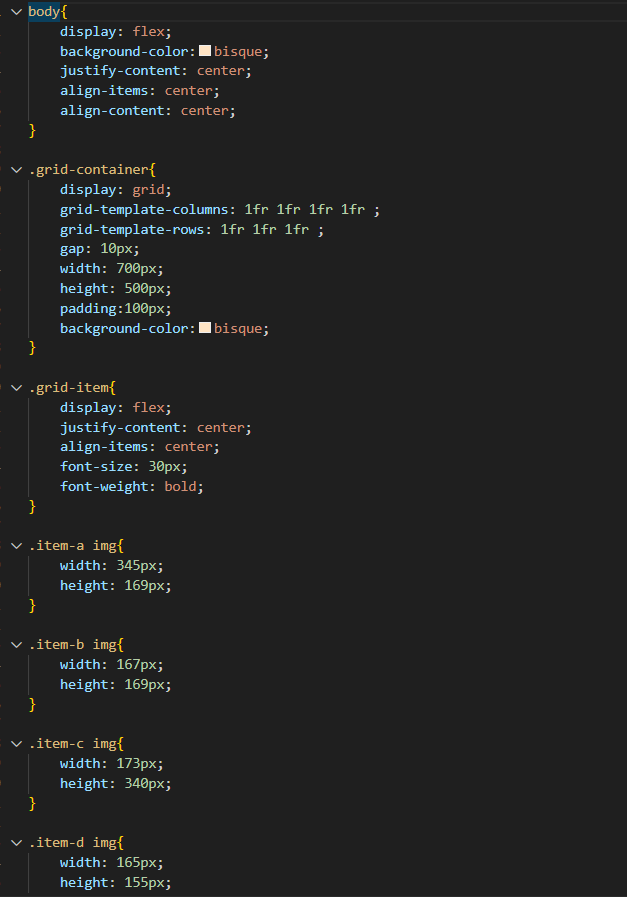 body{
    display: flex;
    background-color: bisque;
    justify-content: center;
    align-items: center;
    align-content: center;
}
.grid-container{
    display: grid;
    grid-template-columns: 1fr 1fr 1fr 1fr ;
    grid-template-rows: 1fr 1fr 1fr ;
    gap: 10px;
    width: 700px;
    height: 500px;
    padding:100px;
    background-color: bisque;
}
.grid-item{
    display: flex;
    justify-content: center;
    align-items: center;
    font-size: 30px;
    font-weight: bold;
}
.item-a img{
    width: 345px;
    height: 169px;
}
.item-b img{
    width: 167px;
    height: 169px;
}
.item-c img{
    width: 173px;
    height: 340px;
}
.item-d img{
    width: 165px;
    height: 155px;